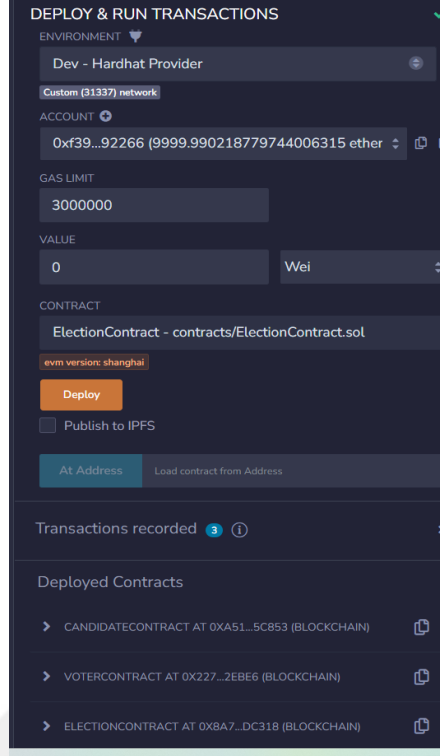 DEPLOY & RUN TRANSACTIONS
ENVIRONMENT
Dev - Hardhat Provider
Custom (31337) network
ACCOUNT
0xf39...92266 (9999.990218779744006315 ether
GAS LIMIT
3000000
VALUE
0 Wei
CONTRACT
ElectionContract - contracts/ElectionContract.sol
evm version: shanghai
Deploy
Publish to IPFS
At Address Load contract from Address
Transactions recorded 3 i
Deployed Contracts
CANDIDATECONTRACT AT 0XA51...5C853 (BLOCKCHAIN)
VOTERCONTRACT AT 0X227...2EBE6 (BLOCKCHAIN)
ELECTIONCONTRACT AT 0X8A7...DC318 (BLOCKCHAIN)